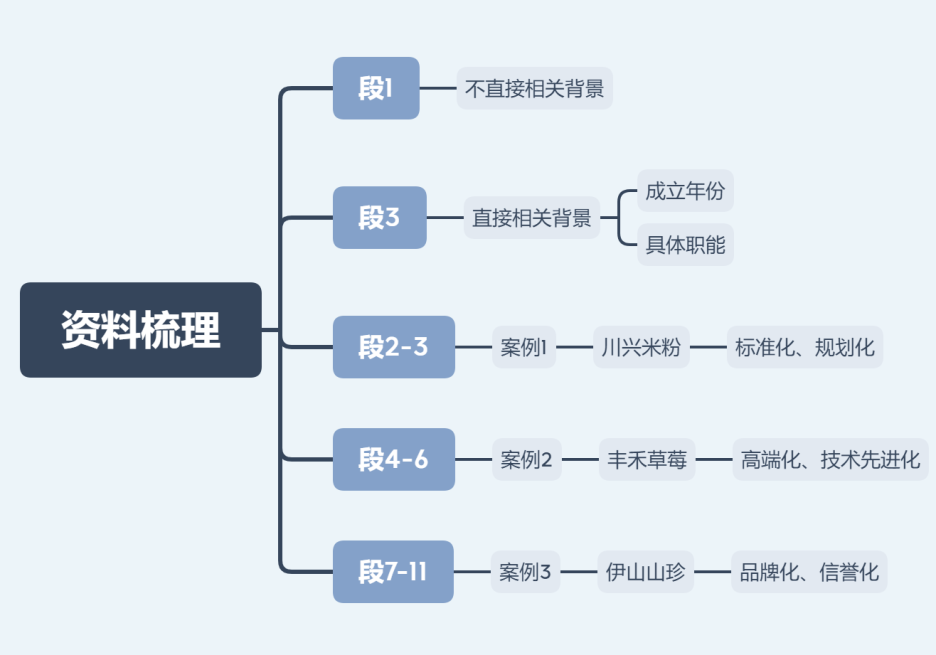 资料梳理
段1
不直接相关背景
段3
直接相关背景
成立年份
具体职能
段2-3
案例1
川兴米粉
标准化、规划化
段4-6
案例2
丰禾草莓
高端化、技术先进化
段7-11
案例3
伊山山珍
品牌化、信誉化